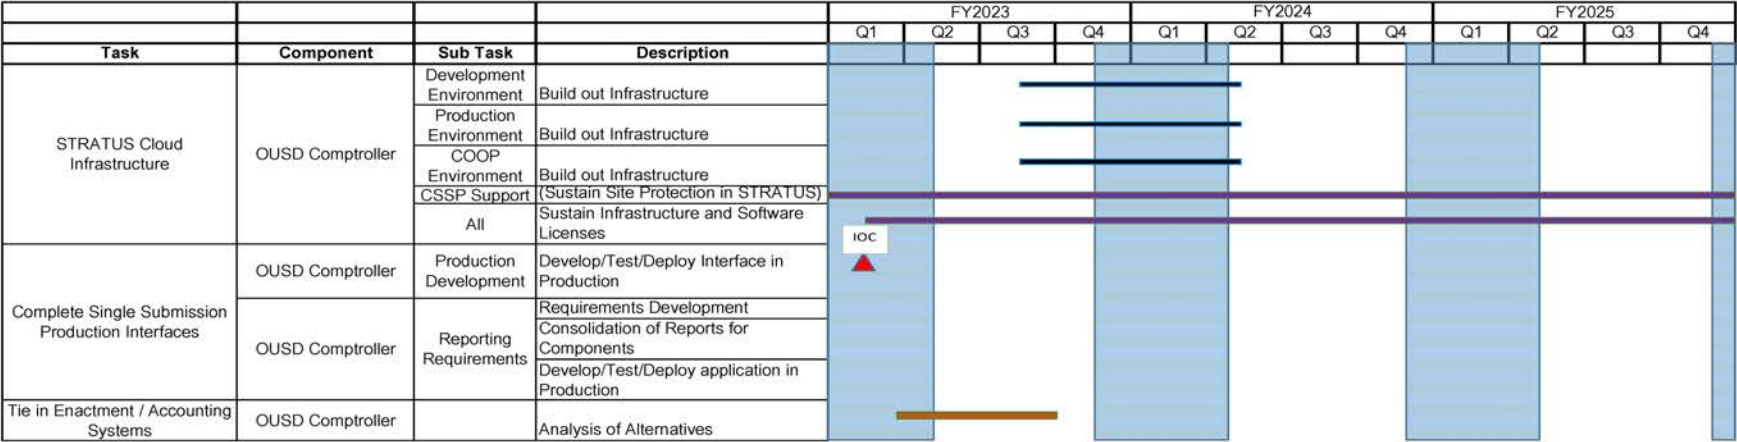 FY2023 FY2024 FY2025
Q1 Q2 Q3 Q4 Q1 Q2 Q3 Q4 Q1 Q2 Q3 Q4
Task Component Sub Task Description
STRATUS Cloud
Infrastructure
OUSD Comptroller
Development
Environment
Build out Infrastructure
Production
Environment
Build out Infrastructure
COOP
Environment
Build out Infrastructure
CSSP Support
(Sustain Site Protection in STRATUS)
All
Sustain Infrastructure and Software
Licenses
IOC
Complete Single Submission
Production Interfaces
OUSD Comptroller
Production
Development
Develop/Test/Deploy Interface in
Production
OUSD Comptroller
Reporting
Requirements
Requirements Development
Consolidation of Reports for
Components
Develop/Test/Deploy application in
Production
Tie in Enactment / Accounting
Systems
OUSD Comptroller
Analysis of Alternatives